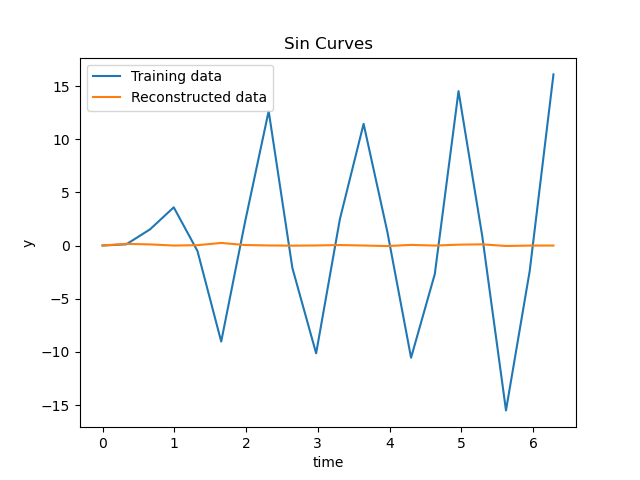 Sin Curves
Training data
Reconstructed data
15
10
5
0
−5
−10
−15
y
0 1 2 3 4 5 6
time